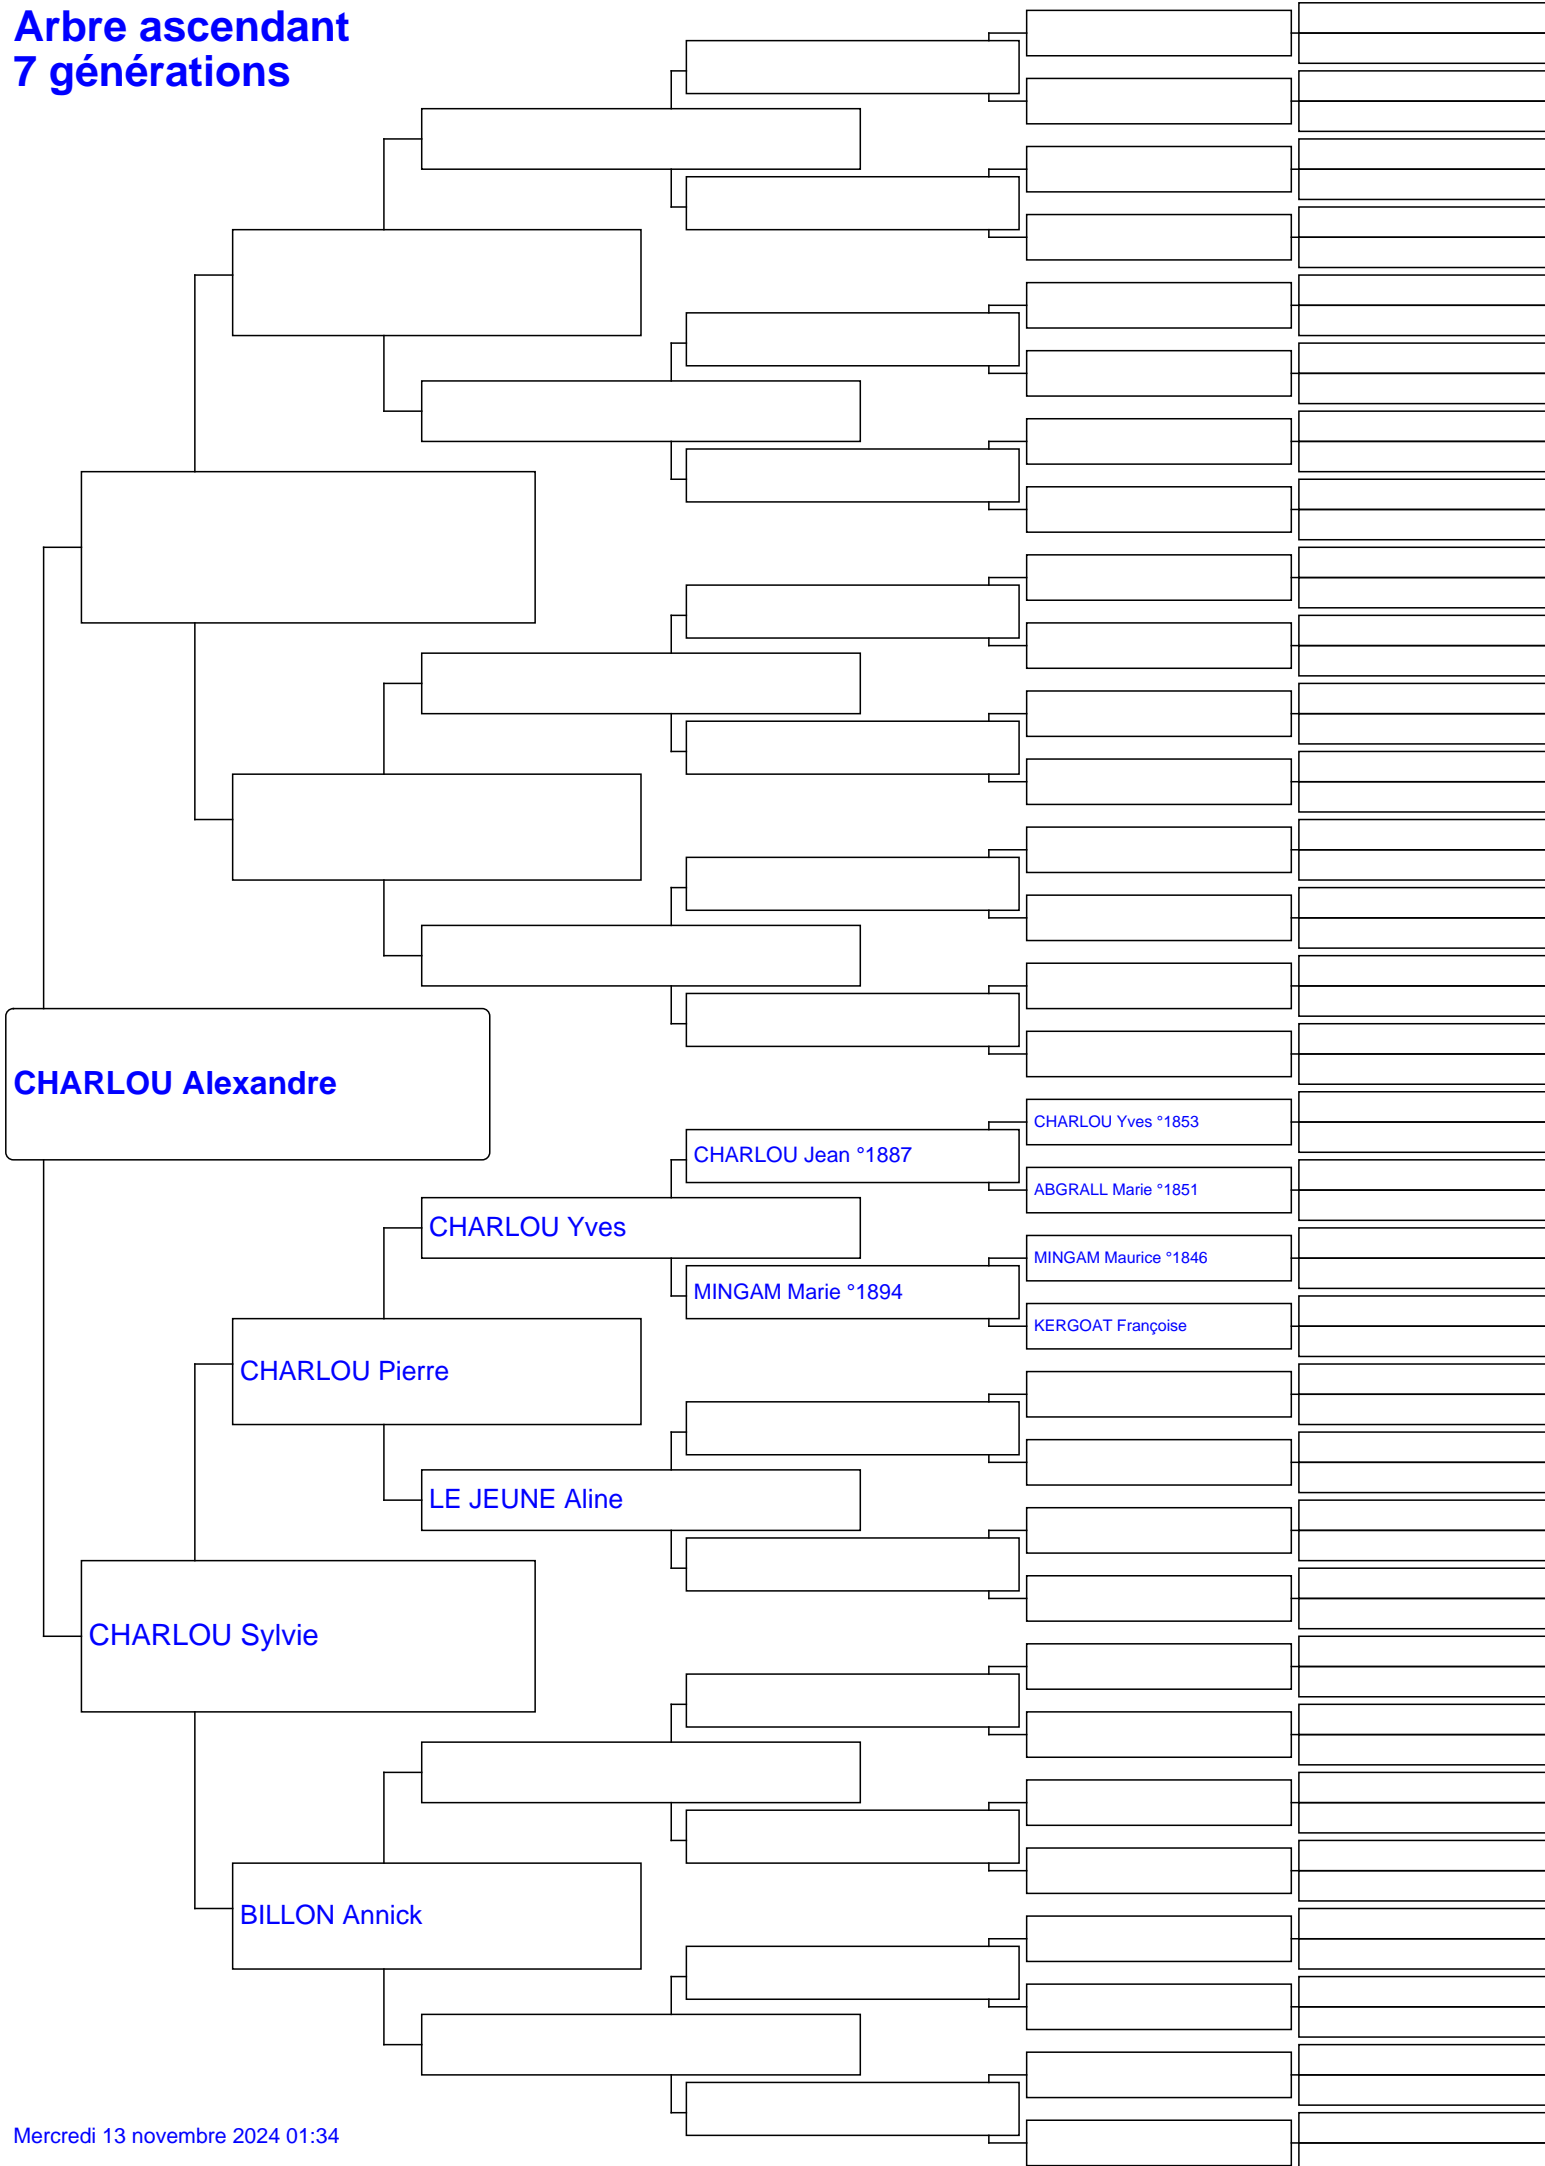 Arbre ascendant
7 générations
CHARLOU Alexandre
CHARLOU Yves °1853
CHARLOU Jean °1887
ABGRALL Marie °1851
CHARLOU Yves
MINGAM Maurice °1846
MINGAM Marie °1894
KERGOAT Françoise
CHARLOU Pierre
LE JEUNE Aline
CHARLOU Sylvie
BILLON Annick
Mercredi 13 novembre 2024 01:34